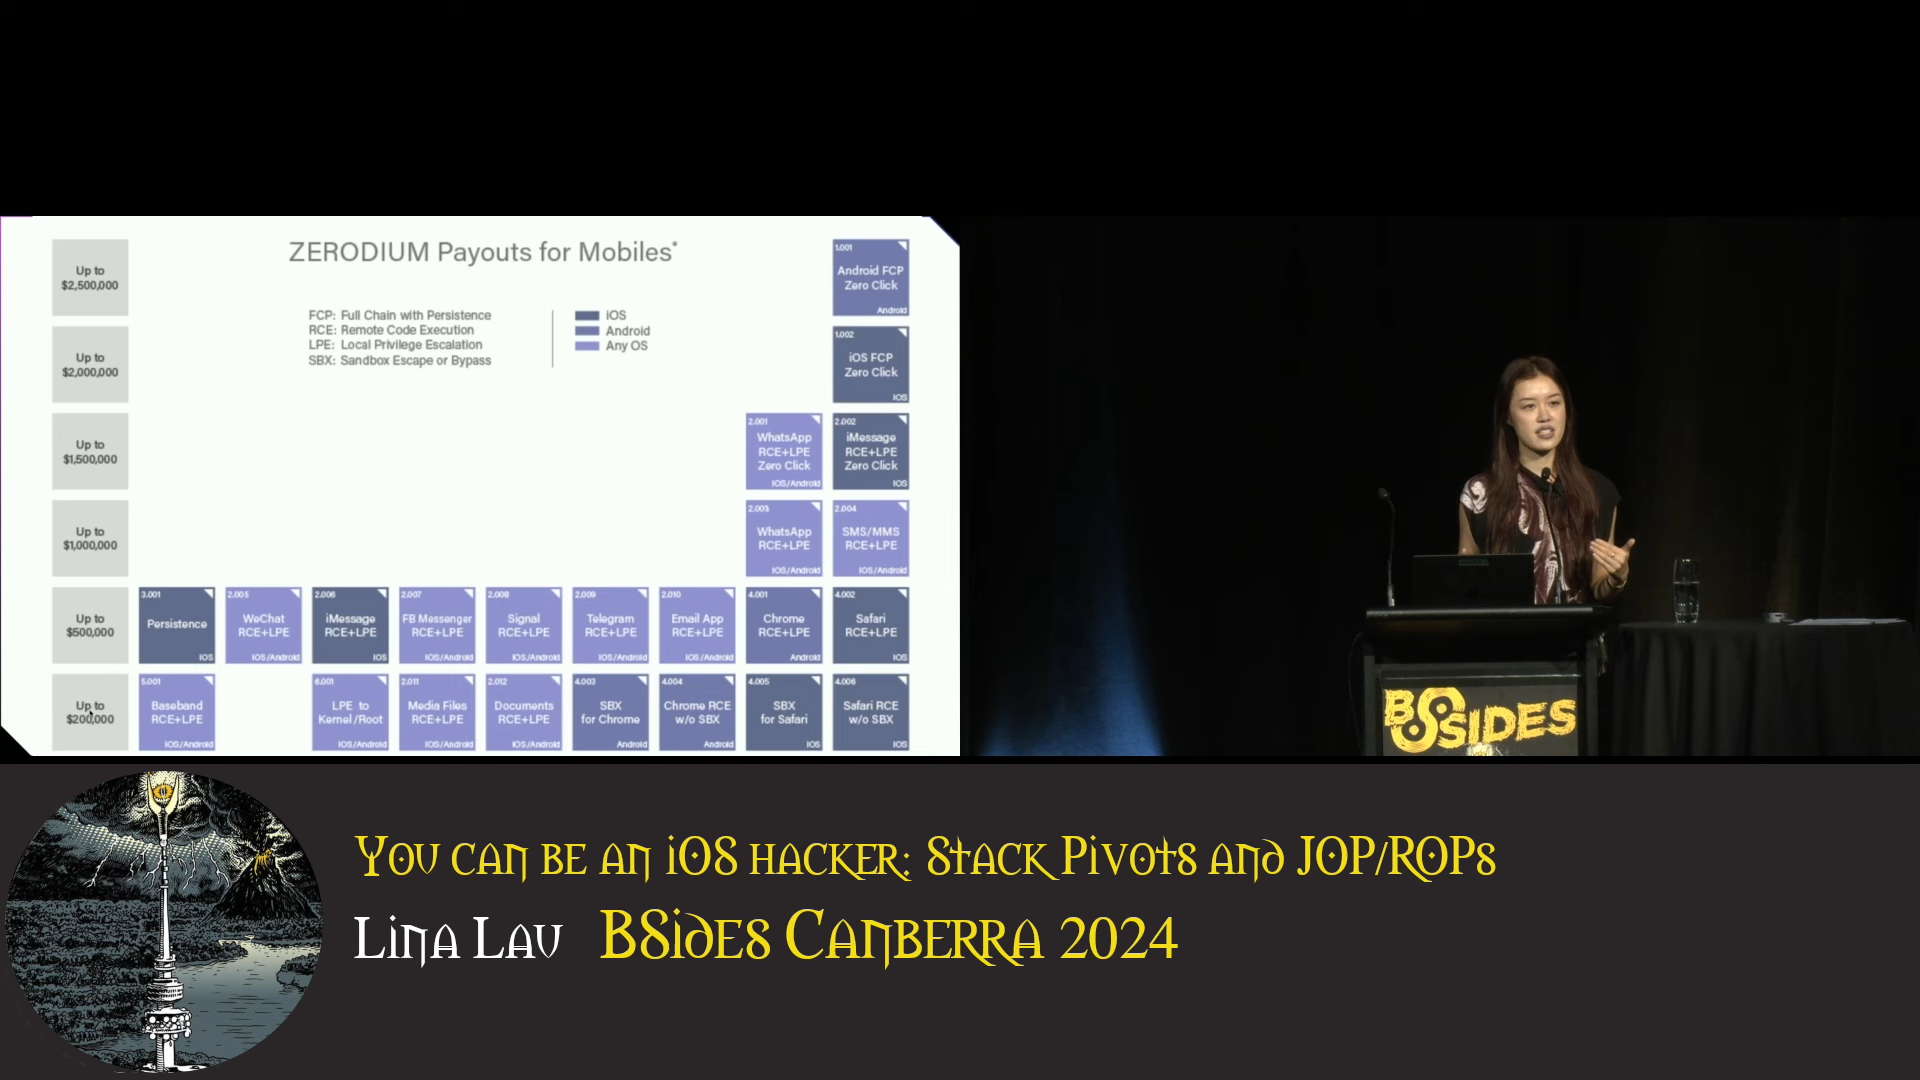 ZERODIUM Payouts for Mobiles*
FCP: Full Chain with Persistence
RCE: Remote Code Execution
LPE: Local Privilege Escalation
SBX: Sandbox Escape or Bypass
iOS
Android
Any OS
Up to
$2,500,000
1.001
Android FCP
Zero Click
Android
Up to
$2,000,000
1.002
iOS FCP
Zero Click
iOS
Up to
$1,500,000
2.001
WhatsApp
RCE+LPE
Zero Click
iOS/Android
2.002
iMessage
RCE+LPE
Zero Click
iOS
Up to
$1,000,000
2.003
WhatsApp
RCE+LPE
iOS/Android
2.004
SMS/MMS
RCE+LPE
iOS/Android
Up to
$500,000
3.001
Persistence
iOS
2.005
WeChat
RCE+LPE
iOS/Android
2.006
iMessage
RCE+LPE
iOS
2.007
FB Messenger
RCE+LPE
iOS/Android
2.008
Signal
RCE+LPE
iOS/Android
2.009
Telegram
RCE+LPE
iOS/Android
2.010
Email App
RCE+LPE
iOS/Android
4.001
Chrome
RCE+LPE
Android
4.002
Safari
RCE+LPE
iOS
Up to
$200,000
5.001
Baseband
RCE+LPE
iOS/Android
6.001
LPE to
Kernel/Root
iOS/Android
2.011
Media Files
RCE+LPE
iOS/Android
2.012
Documents
RCE+LPE
iOS/Android
4.003
SBX
for Chrome
Android
4.004
Chrome RCE
w/o SBX
Android
4.005
SBX
for Safari
iOS
4.006
Safari RCE
w/o SBX
iOS
BSIDES
You can be an iOS hacker: Stack Pivots and JOP/ROPs
Lina Lau BSides Canberra 2024